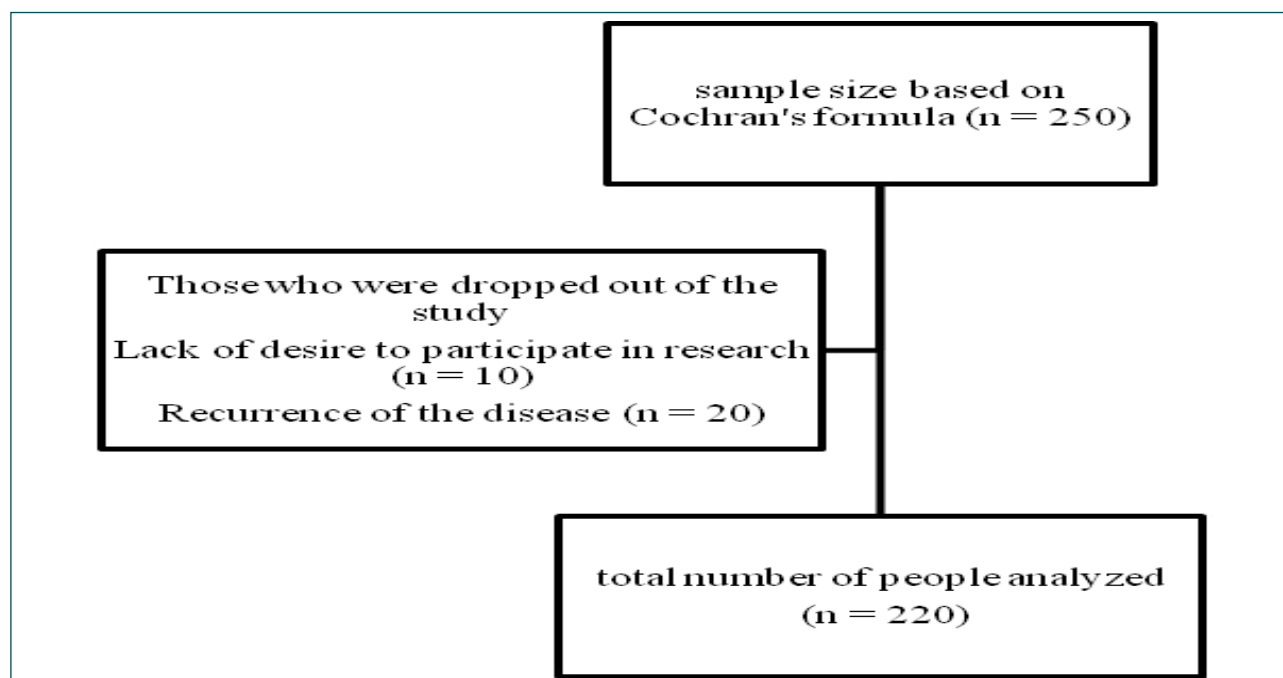 sample size based on
Cochran's formula (n = 250)
Those who were dropped out of the
study
Lack of desire to participate in research
(n = 10)
Recurrence of the disease (n = 20)
total number of people analyzed
(n = 220)